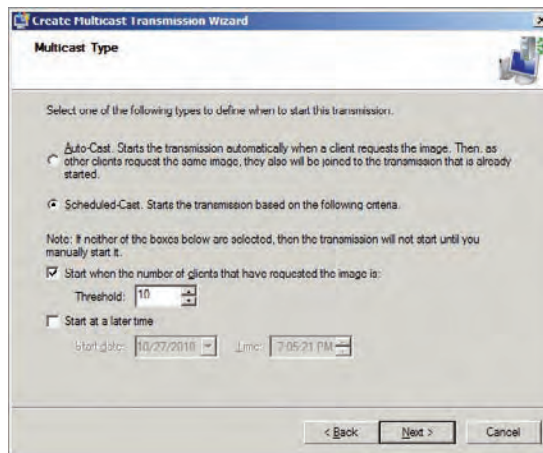 Create Multicast Transmission Wizard
Multicast Type
Select one of the following types to define when to start this transmission.
Auto-Cast. Starts the transmission automatically when a client requests the image. Then, as
other clients request the same image, they also will be joined to the transmission that is already
started.
Scheduled-Cast. Starts the transmission based on the following criteria.
Note: If neither of the boxes below are selected, then the transmission will not start until you
manually start it.
Start when the number of clients that have requested the image is:
Threshold: 10
Start at a later time
Start date: 10/27/2010 Time: 7:05:21 PM
< Back Next > Cancel